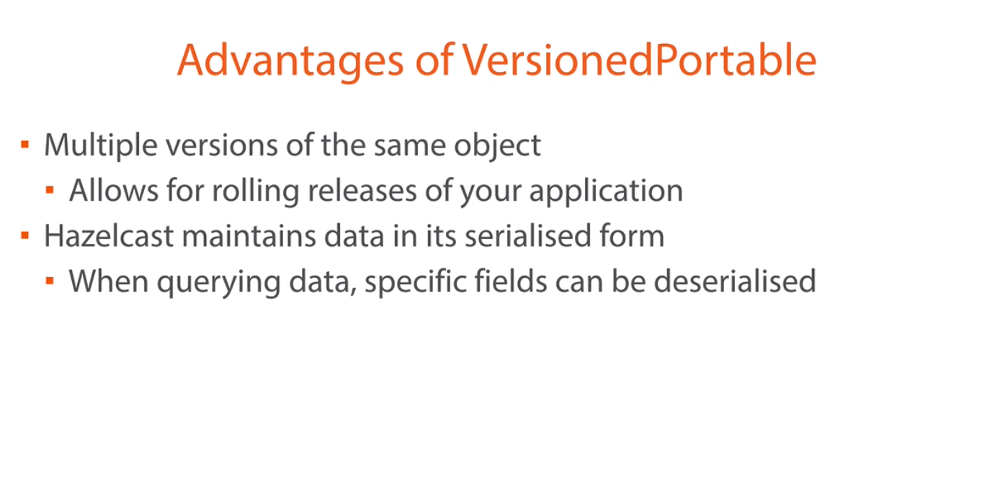 Advantages of VersionedPortable
▪ Multiple versions of the same object
▪ Allows for rolling releases of your application
▪ Hazelcast maintains data in its serialised form
▪ When querying data, specific fields can be deserialised